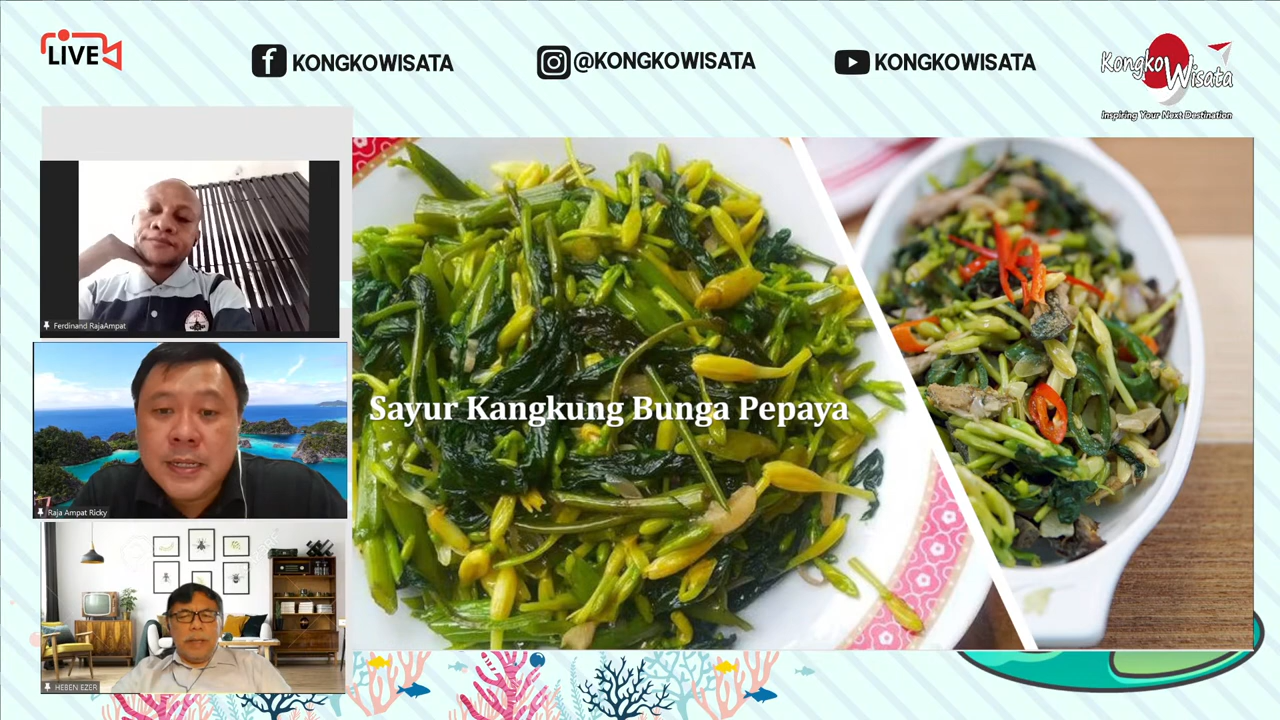 LIVE
KONGKOWISATA
@KONGKOWISATA
KONGKOWISATA
Kongko Wisata
Inspiring Your Next Destination
Ferdinand RajaAmpat
Sayur Kangkung Bunga Pepaya
Raja Ampat Ricky
HEBEN EZER